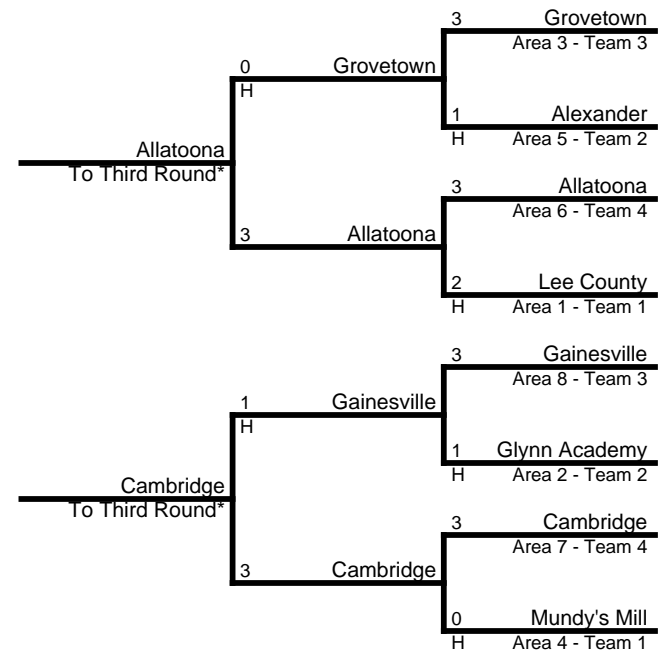 3 Grovetown
Area 3 - Team 3
0 Grovetown
H
1 Alexander
H Area 5 - Team 2
Allatoona
To Third Round*
3 Allatoona
Area 6 - Team 4
3 Allatoona
2 Lee County
H Area 1 - Team 1
3 Gainesville
Area 8 - Team 3
1 Gainesville
H
1 Glynn Academy
H Area 2 - Team 2
Cambridge
To Third Round*
3 Cambridge
Area 7 - Team 4
3 Cambridge
0 Mundy's Mill
H Area 4 - Team 1